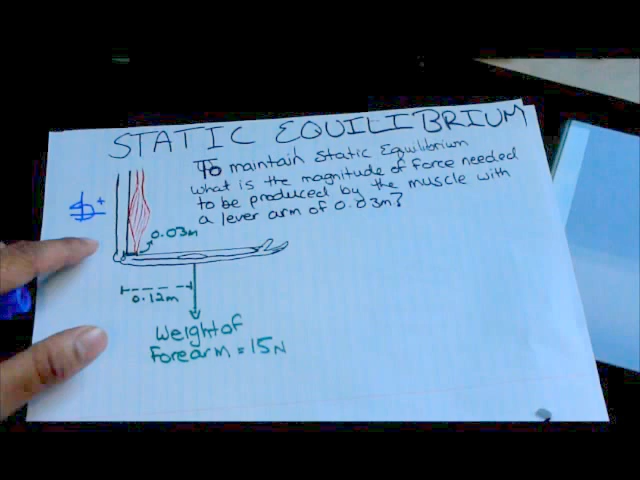 STATIC EQUILIBRIUM
To maintain Static Equilibrium
what is the magnitude of Force needed
to be produced by the muscle with
a lever arm of 0.03m?
+
0.03m
0.12m
Weight of
Forearm = 15N